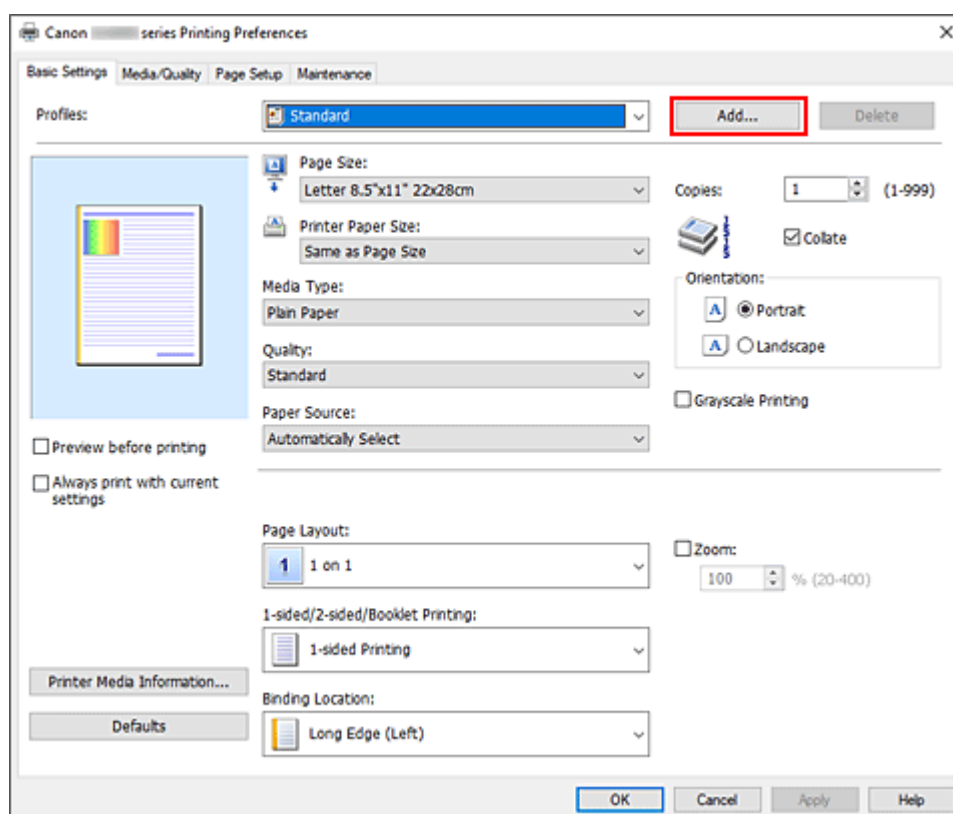 Canon series Printing Preferences
Basic Settings Media/Quality Page Setup Maintenance
Profiles: Standard Add... Delete
Page Size:
Letter 8.5"x11" 22x28cm
Copies: 1 (1-999)
Printer Paper Size:
Same as Page Size
Collate
Media Type:
Plain Paper
Orientation:
A Portrait
A Landscape
Quality:
Standard
Grayscale Printing
Paper Source:
Automatically Select
Preview before printing
Always print with current
settings
Page Layout:
1 1 on 1
Zoom:
100 % (20-400)
1-sided/2-sided/Booklet Printing:
1-sided Printing
Printer Media Information...
Defaults
Binding Location:
Long Edge (Left)
OK Cancel Apply Help